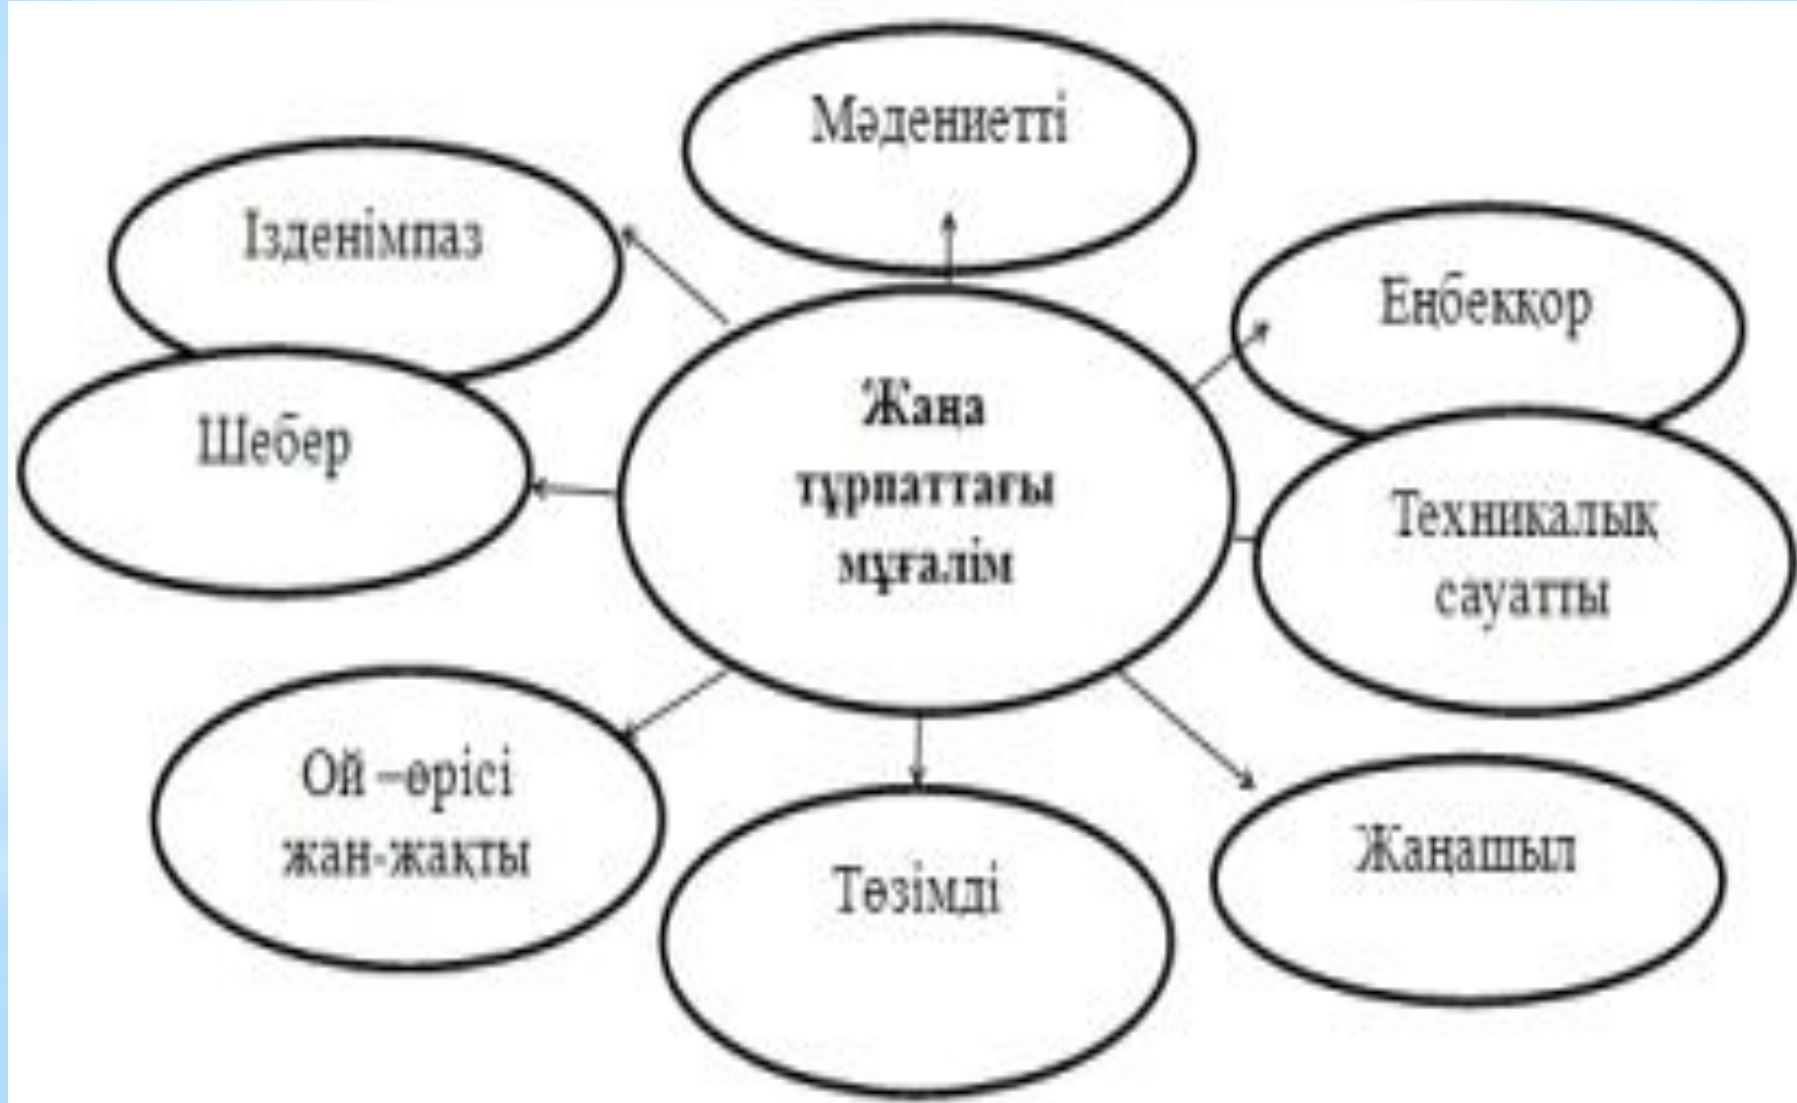 Мәдениетті
Ізденімпаз
Еңбекқор
Шебер
Жаңа
тұрпаттағы
мұғалім
Техникалық
сауатты
Ой –өрісі
жан-жақты
Төзімді
Жаңашыл